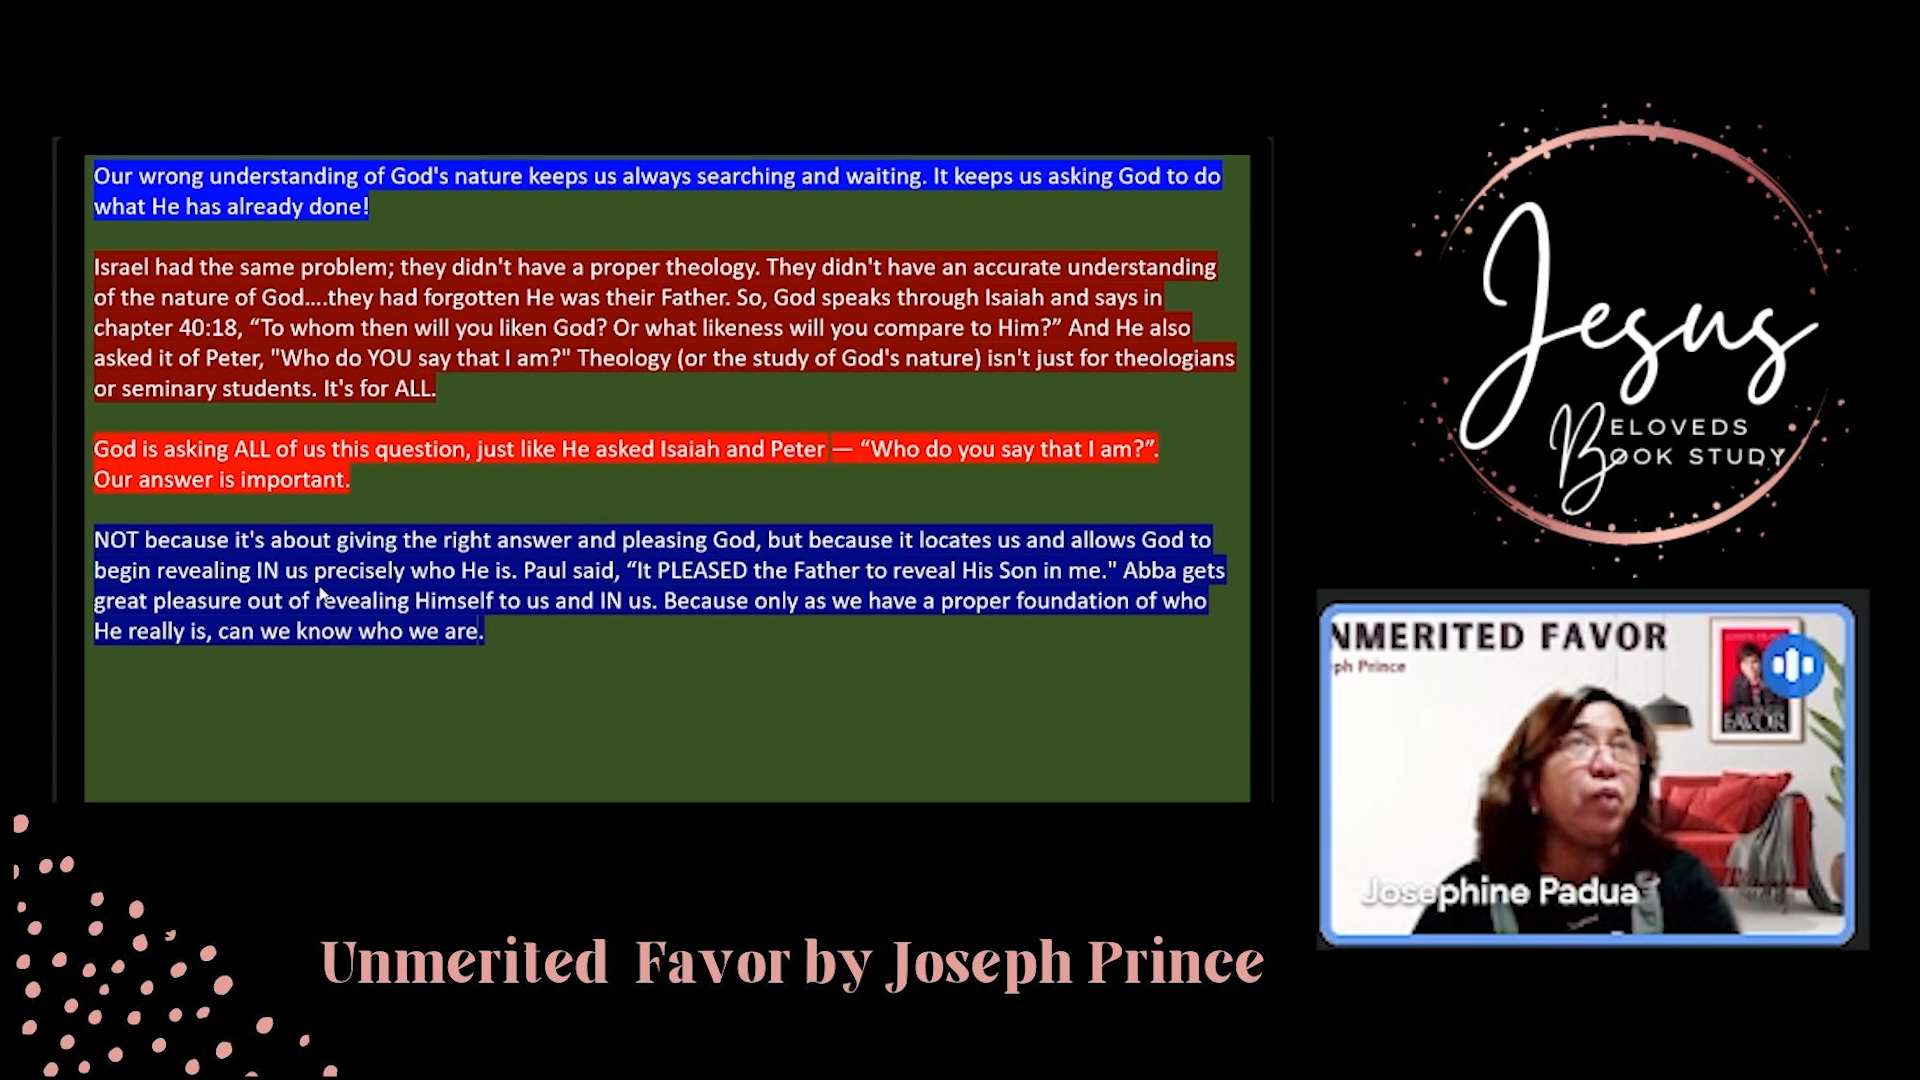 Our wrong understanding of God's nature keeps us always searching and waiting. It keeps us asking God to do
what He has already done!
Israel had the same problem; they didn't have a proper theology. They didn't have an accurate understanding
of the nature of God....they had forgotten He was their Father. So, God speaks through Isaiah and says in
chapter 40:18, “To whom then will you liken God? Or what likeness will you compare to Him?” And He also
asked it of Peter, "Who do YOU say that I am?" Theology (or the study of God's nature) isn't just for theologians
or seminary students. It's for ALL.
God is asking ALL of us this question, just like He asked Isaiah and Peter — “Who do you say that I am?”.
Our answer is important.
NOT because it's about giving the right answer and pleasing God, but because it locates us and allows God to
begin revealing IN us precisely who He is. Paul said, “It PLEASED the Father to reveal His Son in me." Abba gets
great pleasure out of revealing Himself to us and IN us. Because only as we have a proper foundation of who
He really is, can we know who we are.
Jesus
BELOVEDS
BOOK STUDY
NMERITED FAVOR
ph Prince
FAVOR
Josephine Padua
Unmerited Favor by Joseph Prince